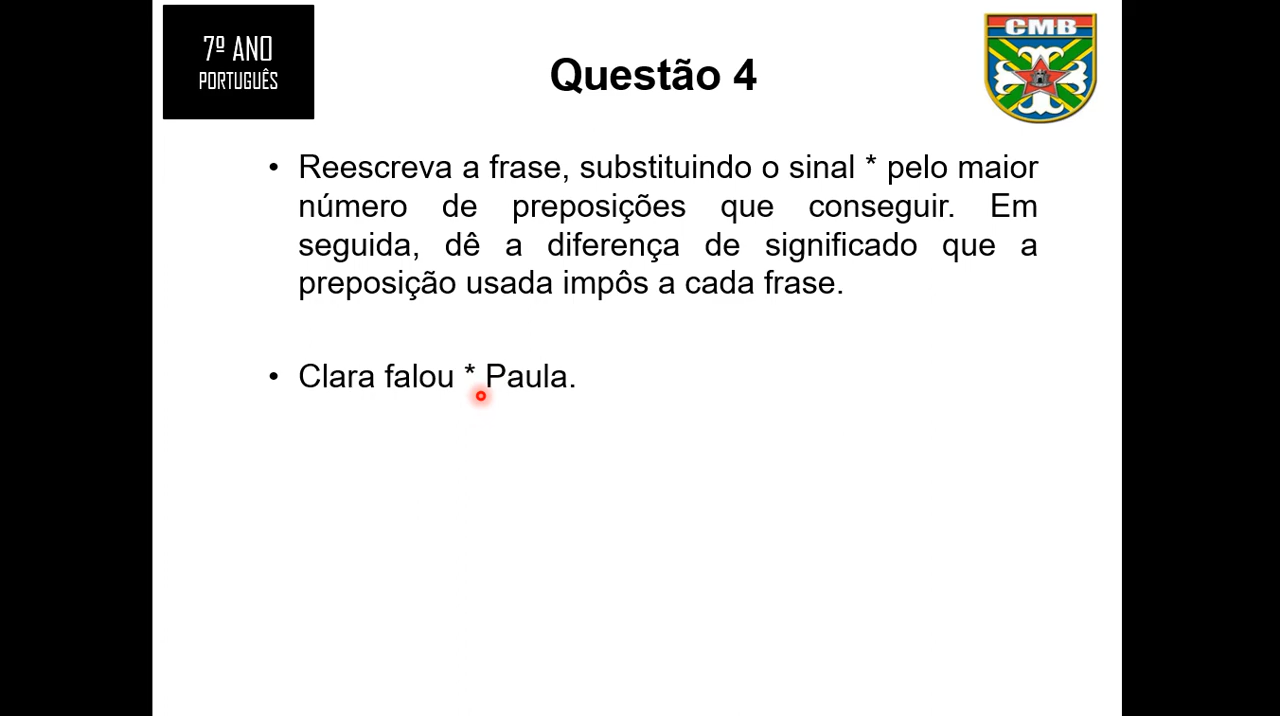 7º ANO
PORTUGUÊS
CMB
Questão 4
• Reescreva a frase, substituindo o sinal * pelo maior
número de preposições que conseguir. Em
seguida, dê a diferença de significado que a
preposição usada impôs a cada frase.
• Clara falou * Paula.